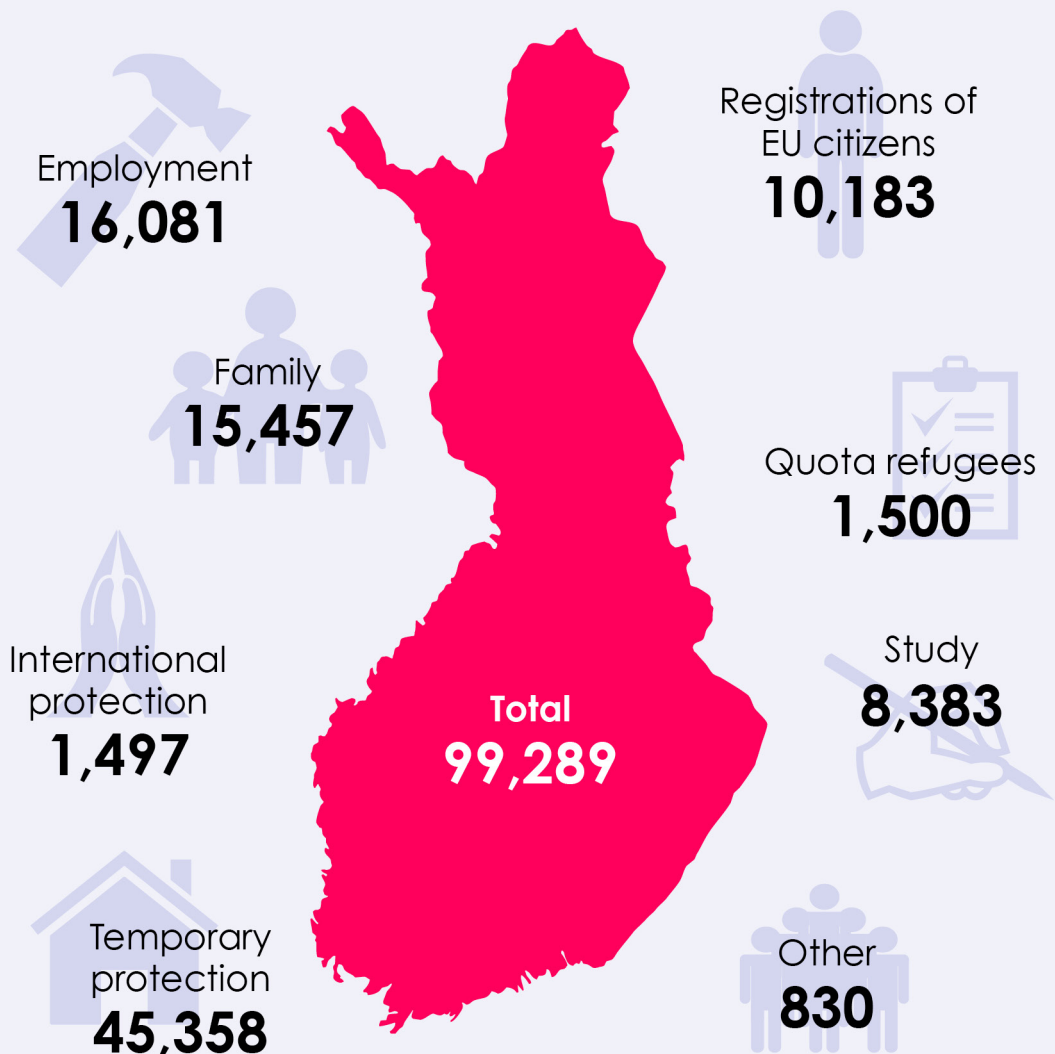 Employment
16,081
Registrations of
EU citizens
10,183
Family
15,457
Quota refugees
1,500
International
protection
1,497
Study
8,383
Total
99,289
Temporary
protection
45,358
Other
830